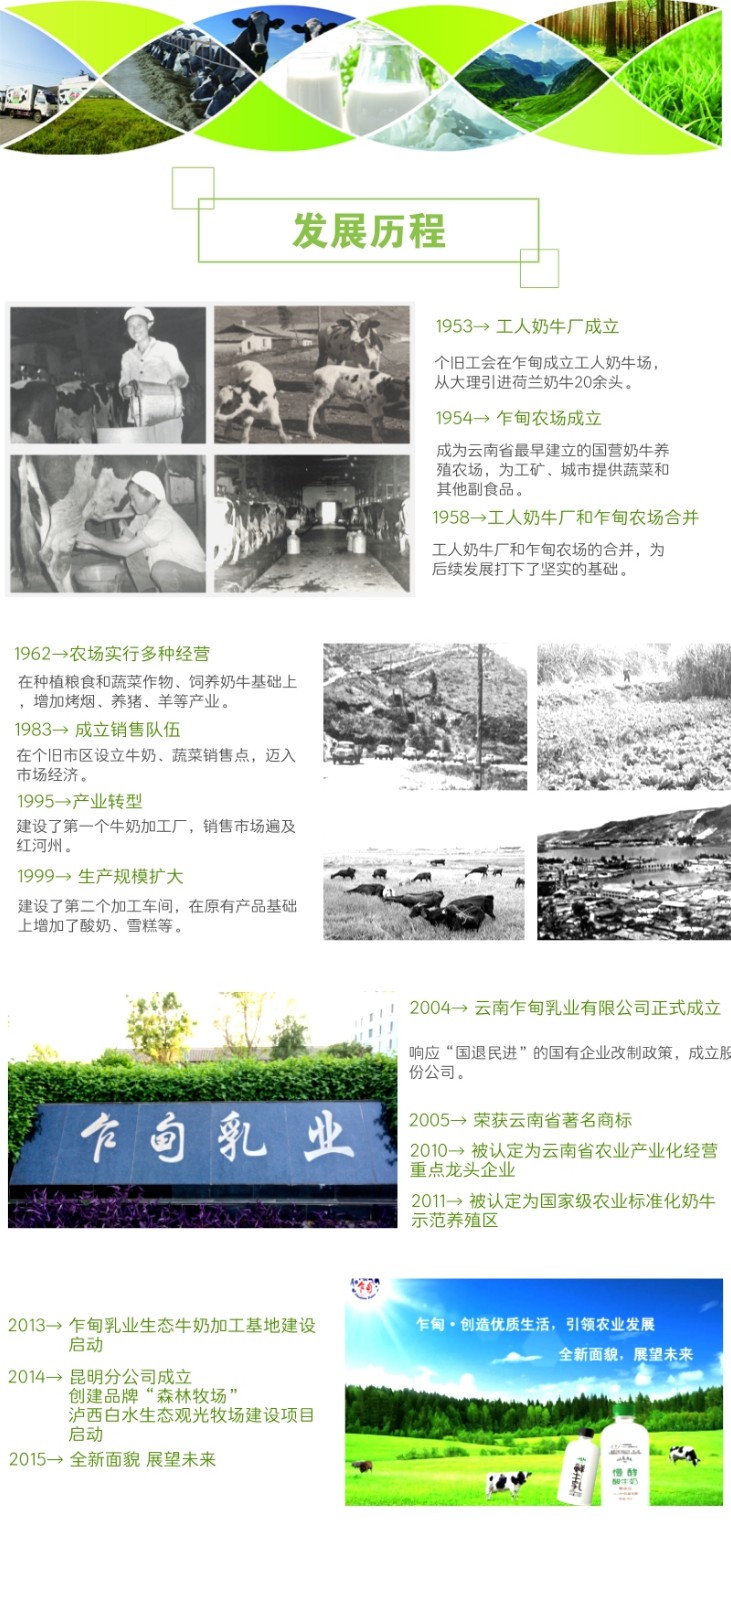 发展历程
1953→ 工人奶牛厂成立
个旧工会在乍甸成立工人奶牛场，
从大理引进荷兰奶牛20余头。
1954→ 乍甸农场成立
成为云南省最早建立的国营奶牛养
殖农场，为工矿、城市提供蔬菜和
其他副食品。
1958→工人奶牛厂和乍甸农场合并
工人奶牛厂和乍甸农场的合并，为
后续发展打下了坚实的基础。
1962→农场实行多种经营
在种植粮食和蔬菜作物、饲养奶牛基础上
，增加烤烟、养猪、羊等产业。
1983→ 成立销售队伍
在个旧市区设立牛奶、蔬菜销售点，迈入
市场经济。
1995→产业转型
建设了第一个牛奶加工厂，销售市场遍及
红河州。
1999→ 生产规模扩大
建设了第二个加工车间，在原有产品基础
上增加了酸奶、雪糕等。
乍甸乳业
2004→ 云南乍甸乳业有限公司正式成立
响应“国退民进”的国有企业改制政策，成立股
份公司。
2005→ 荣获云南省著名商标
2010→ 被认定为云南省农业产业化经营
重点龙头企业
2011→ 被认定为国家级农业标准化奶牛
示范养殖区
2013→ 乍甸乳业生态牛奶加工基地建设
启动
2014→ 昆明分公司成立
创建品牌“森林牧场”
泸西白水生态观光牧场建设项目
启动
2015→ 全新面貌 展望未来
乍甸
乍甸·创造优质生活，引领农业发展
全新面貌，展望未来
鲜牛乳
慢酵
酸牛奶